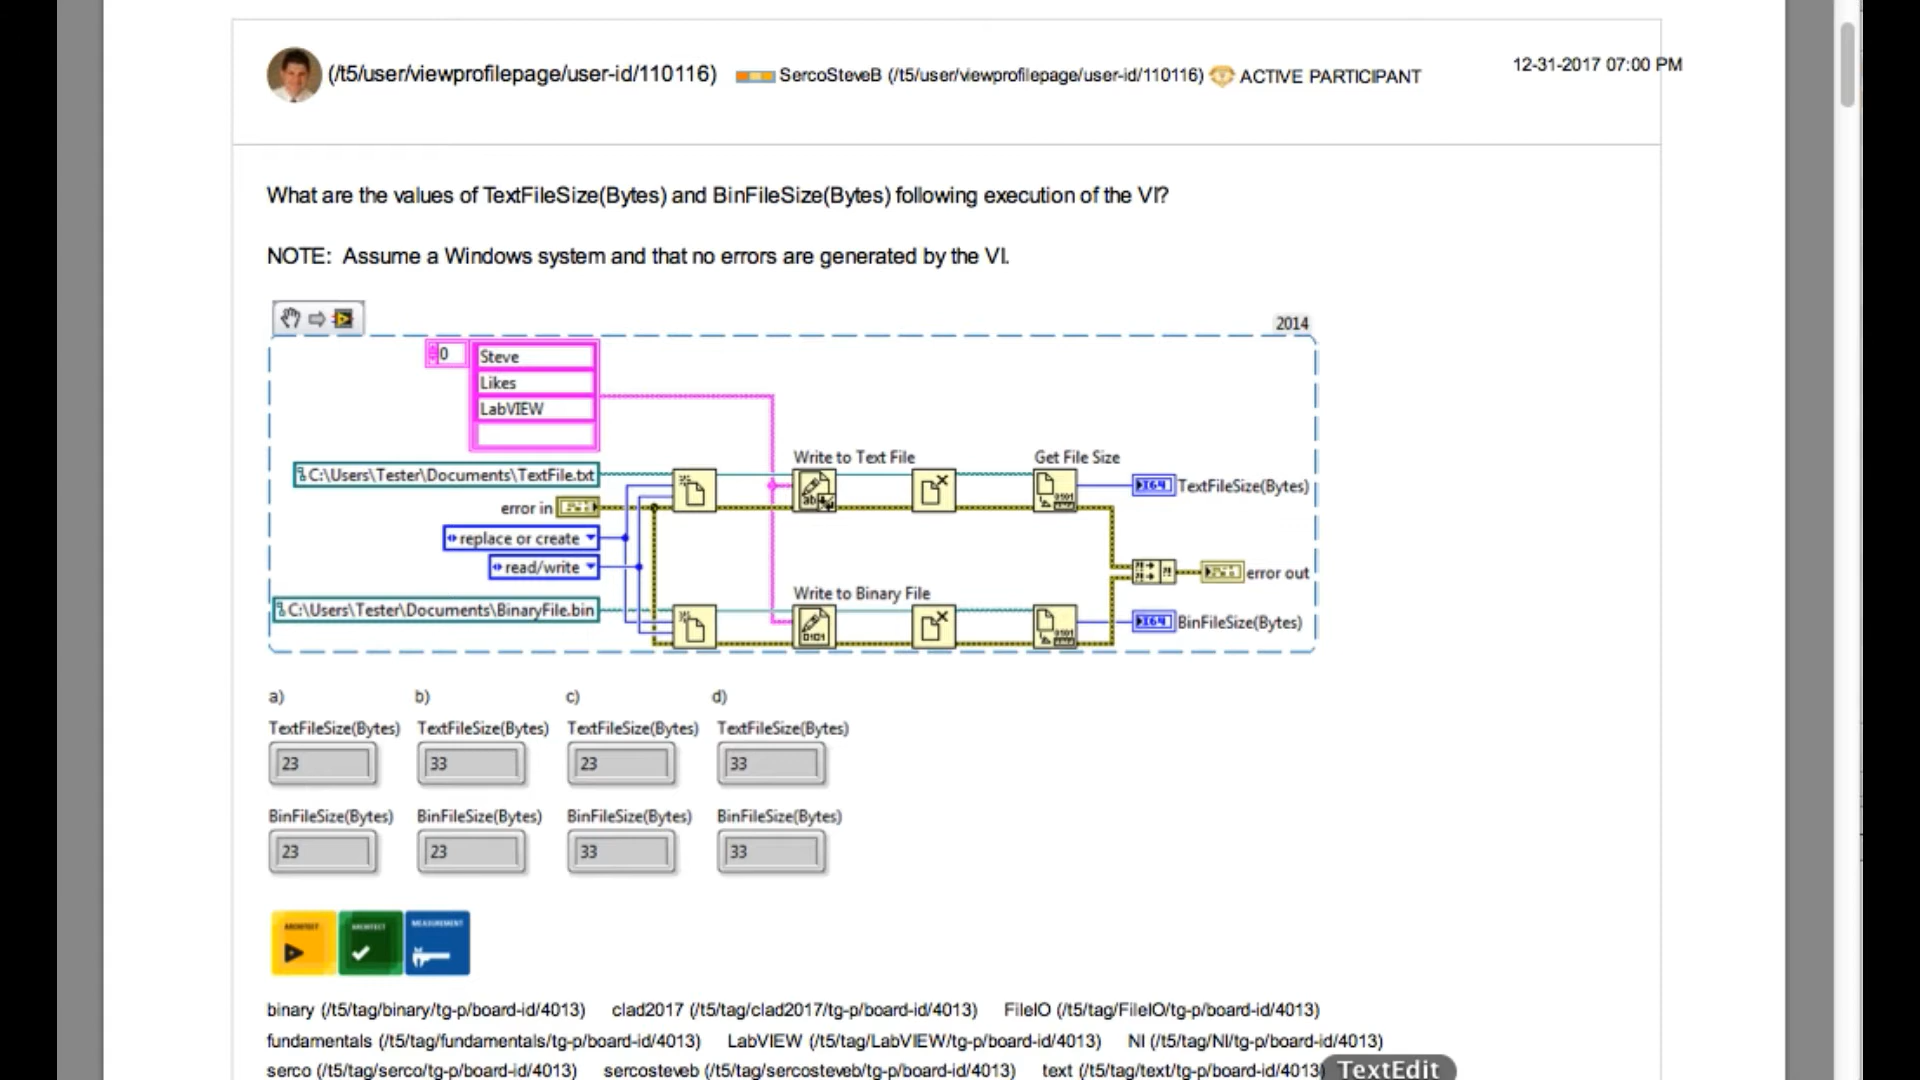 (/t5/user/viewprofilepage/user-id/110116) SercoSteveB (/t5/user/viewprofilepage/user-id/110116) ACTIVE PARTICIPANT 12-31-2017 07:00 PM
What are the values of TextFileSize(Bytes) and BinFileSize(Bytes) following execution of the VI?
NOTE: Assume a Windows system and that no errors are generated by the VI.
2014
0 Steve
Likes
LabVIEW
Write to Text File Get File Size
C:\Users\Tester\Documents\TextFile.txt I64 TextFileSize(Bytes)
error in
replace or create
read/write
error out
Write to Binary File
C:\Users\Tester\Documents\BinaryFile.bin I64 BinFileSize(Bytes)
a) b) c) d)
TextFileSize(Bytes) TextFileSize(Bytes) TextFileSize(Bytes) TextFileSize(Bytes)
23 33 23 33
BinFileSize(Bytes) BinFileSize(Bytes) BinFileSize(Bytes) BinFileSize(Bytes)
23 23 33 33
ARCHITECT ARCHITECT MEASUREMENT
binary (/t5/tag/binary/tg-p/board-id/4013) clad2017 (/t5/tag/clad2017/tg-p/board-id/4013) FileIO (/t5/tag/FileIO/tg-p/board-id/4013)
fundamentals (/t5/tag/fundamentals/tg-p/board-id/4013) LabVIEW (/t5/tag/LabVIEW/tg-p/board-id/4013) NI (/t5/tag/NI/tg-p/board-id/4013)
serco (/t5/tag/serco/tg-p/board-id/4013) sercosteveb (/t5/tag/sercosteveb/tg-p/board-id/4013) text (/t5/tag/text/tg-p/board-id/4013) TextEdit